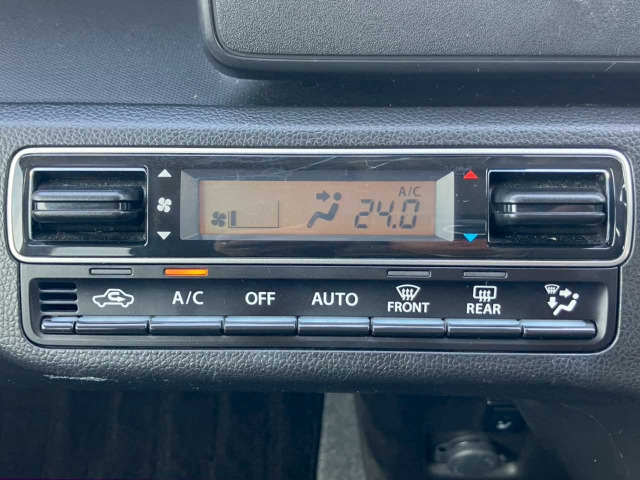 A/C
24.0
A/C OFF AUTO FRONT REAR